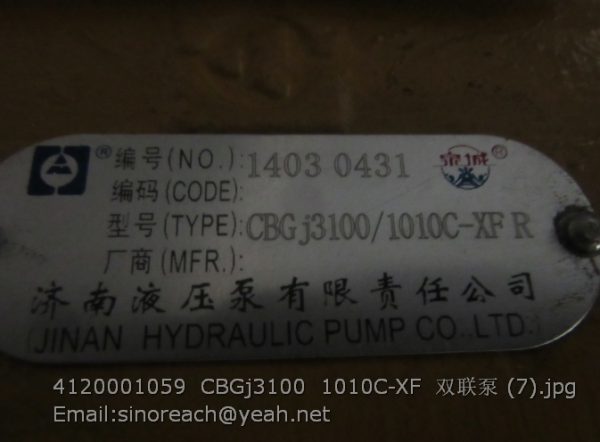 ® 编号(NO.):1403 0431 泉城®
编码(CODE):
型号(TYPE):CBGj3100/1010C-XF R
厂商(MFR.):
济南液压泵有限责任公司
(JINAN HYDRAULIC PUMP CO.,LTD.)
4120001059 CBGj3100 1010C-XF 双联泵 (7).jpg
Email:sinoreach@yeah.net